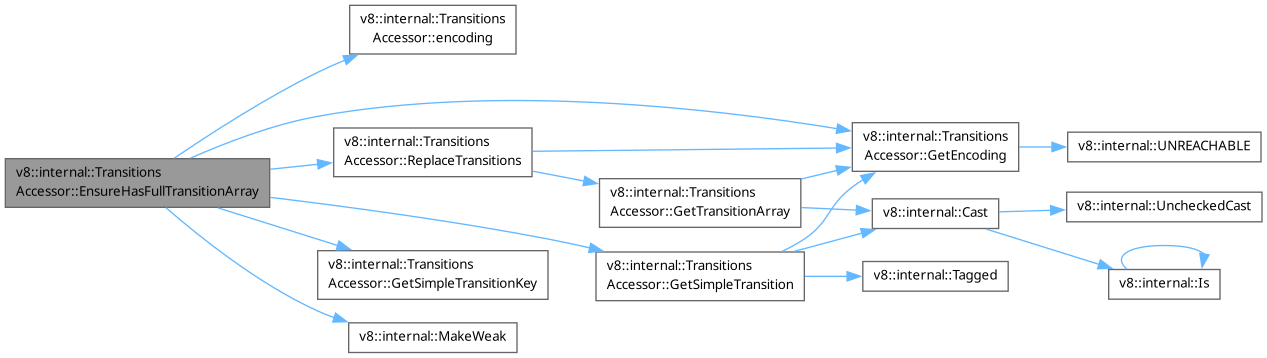 v8::internal::Transitions
Accessor::encoding
v8::internal::Transitions
Accessor::EnsureHasFullTransitionArray
v8::internal::Transitions
Accessor::ReplaceTransitions
v8::internal::Transitions
Accessor::GetEncoding
v8::internal::UNREACHABLE
v8::internal::Transitions
Accessor::GetTransitionArray
v8::internal::Cast
v8::internal::UncheckedCast
v8::internal::Transitions
Accessor::GetSimpleTransitionKey
v8::internal::Transitions
Accessor::GetSimpleTransition
v8::internal::Tagged
v8::internal::Is
v8::internal::MakeWeak